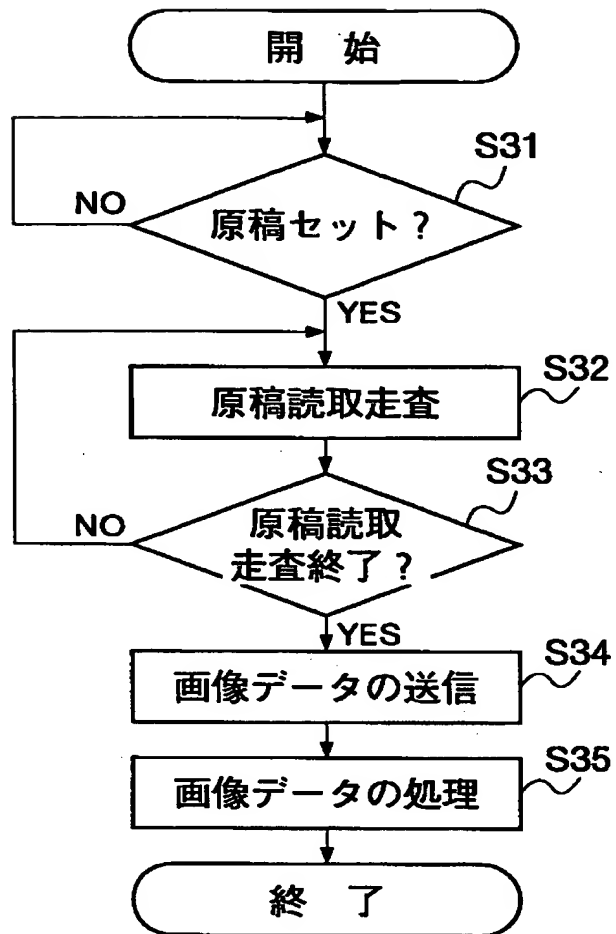 開 始
S31
NO
原稿セット?
YES
S32
原稿読取走査
S33
NO
原稿読取
走査終了?
YES
S34
画像データの送信
S35
画像データの処理
終 了